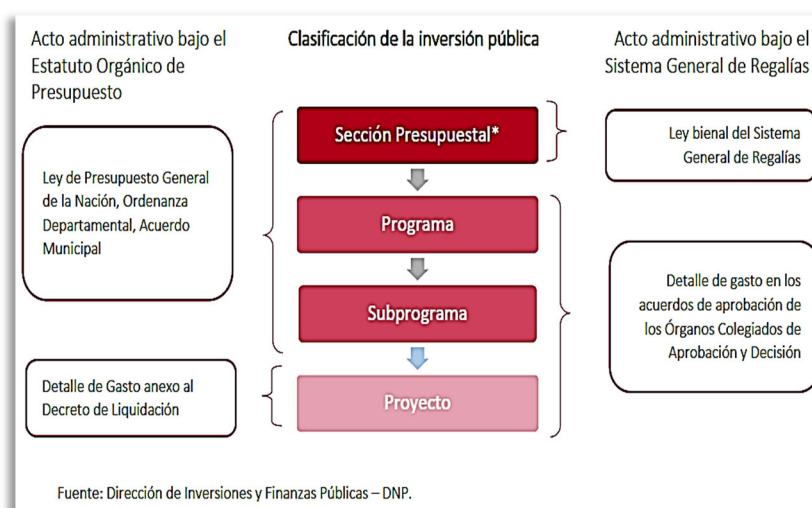 Acto administrativo bajo el
Estatuto Orgánico de
Presupuesto
Clasificación de la inversión pública
Acto administrativo bajo el
Sistema General de Regalías
Ley de Presupuesto General
de la Nación, Ordenanza
Departamental, Acuerdo
Municipal
Detalle de Gasto anexo al
Decreto de Liquidación
Sección Presupuestal*
Programa
Subprograma
Proyecto
Ley bienal del Sistema
General de Regalías
Detalle de gasto en los
acuerdos de aprobación de
los Órganos Colegiados de
Aprobación y Decisión
Fuente: Dirección de Inversiones y Finanzas Públicas – DNP.